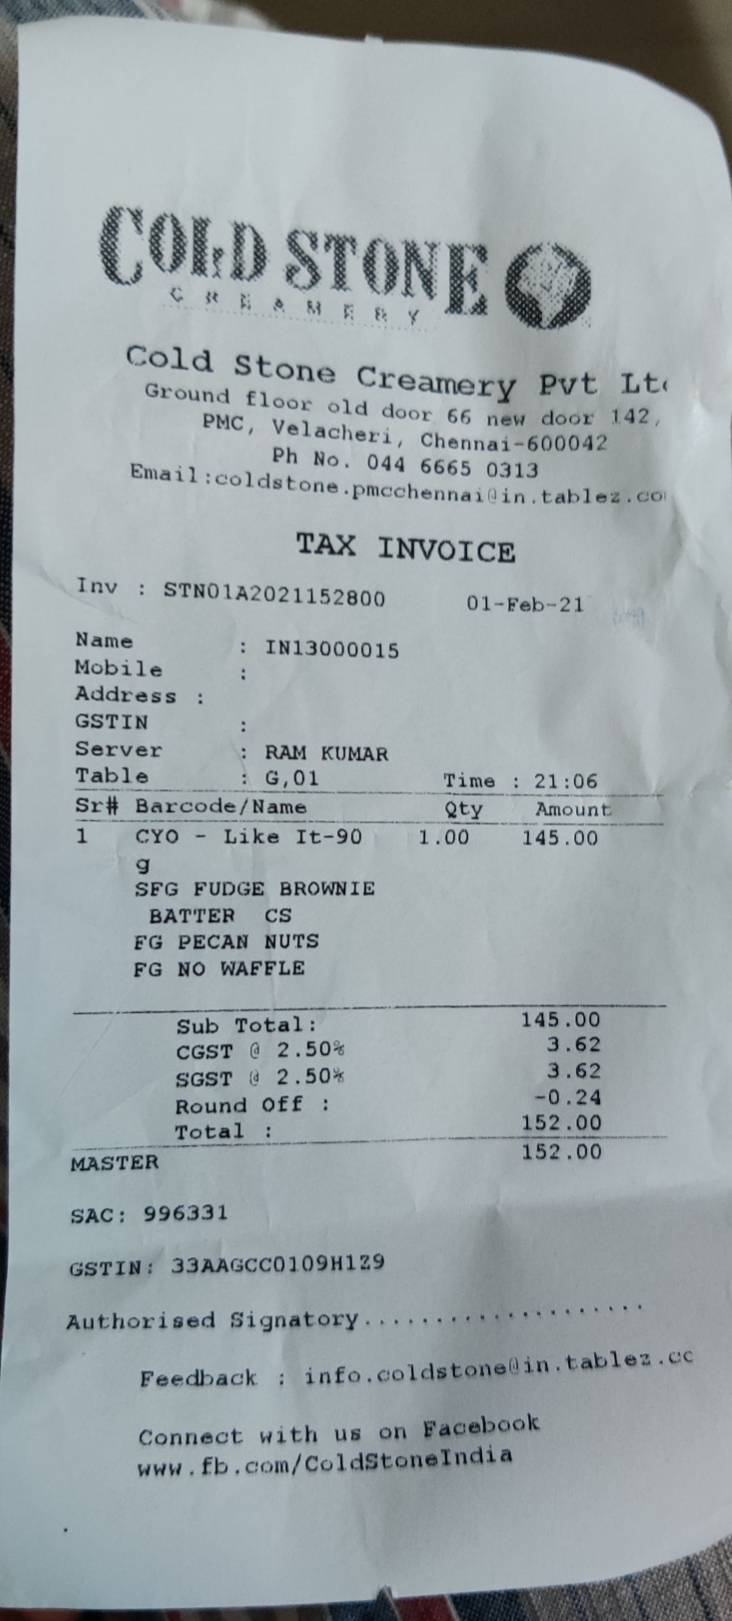 COLD STONE
CREAMERY
Cold Stone Creamery Pvt Ltd
Ground floor old door 66 new door 142,
PMC, Velacheri, Chennai-600042
Ph No. 044 6665 0313
Email:coldstone.pmcchennai@in.tablez.co
TAX INVOICE
Inv : STN01A2021152800 01-Feb-21
Name : IN13000015
Mobile :
Address :
GSTIN :
Server : RAM KUMAR
Table : G,01 Time : 21:06
Sr# Barcode/Name Qty Amount
1 CYO - Like It-90 1.00 145.00
g
SFG FUDGE BROWNIE
BATTER CS
FG PECAN NUTS
FG NO WAFFLE
Sub Total: 145.00
CGST @ 2.50% 3.62
SGST @ 2.50% 3.62
Round Off : -0.24
Total : 152.00
MASTER 152.00
SAC: 996331
GSTIN: 33AAGCC0109H1Z9
Authorised Signatory....................
Feedback : info.coldstone@in.tablez.cc
Connect with us on Facebook
www.fb.com/ColdStoneIndia